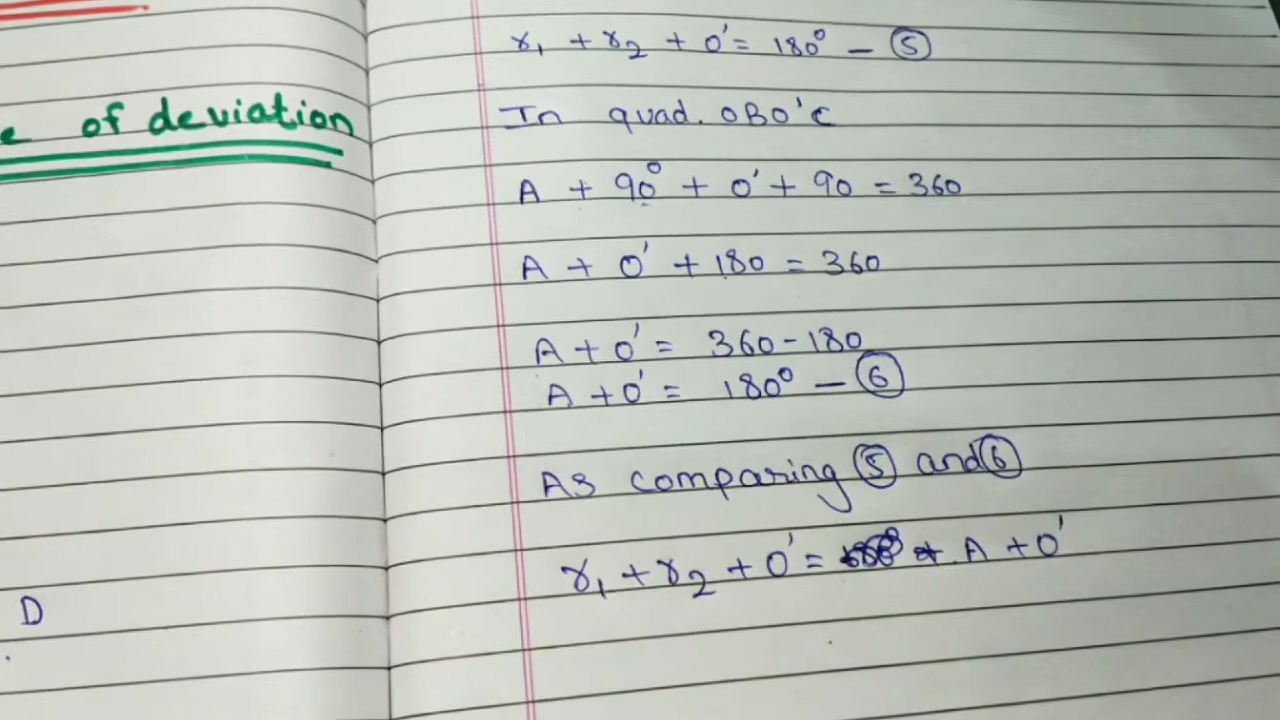 e of deviation
D
r₁ + r₂ + O' = 180° — ⑤
In quad. OBO'C
A + 90° + O' + 90 = 360
A + O' + 180 = 360
A + O' = 360 - 180
A + O' = 180° — ⑥
As comparing ⑤ and ⑥
r₁ + r₂ + O' = A + O'